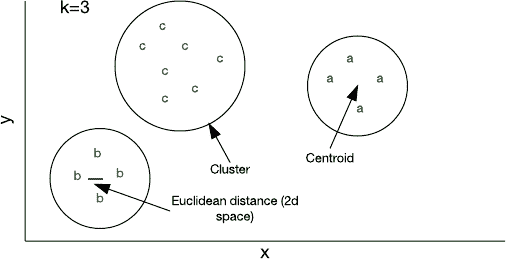 k=3
c
c
c
c
c
c
c
a
a
a
a
y
Cluster
Centroid
b
b
b
b
Euclidean distance (2d
space)
x